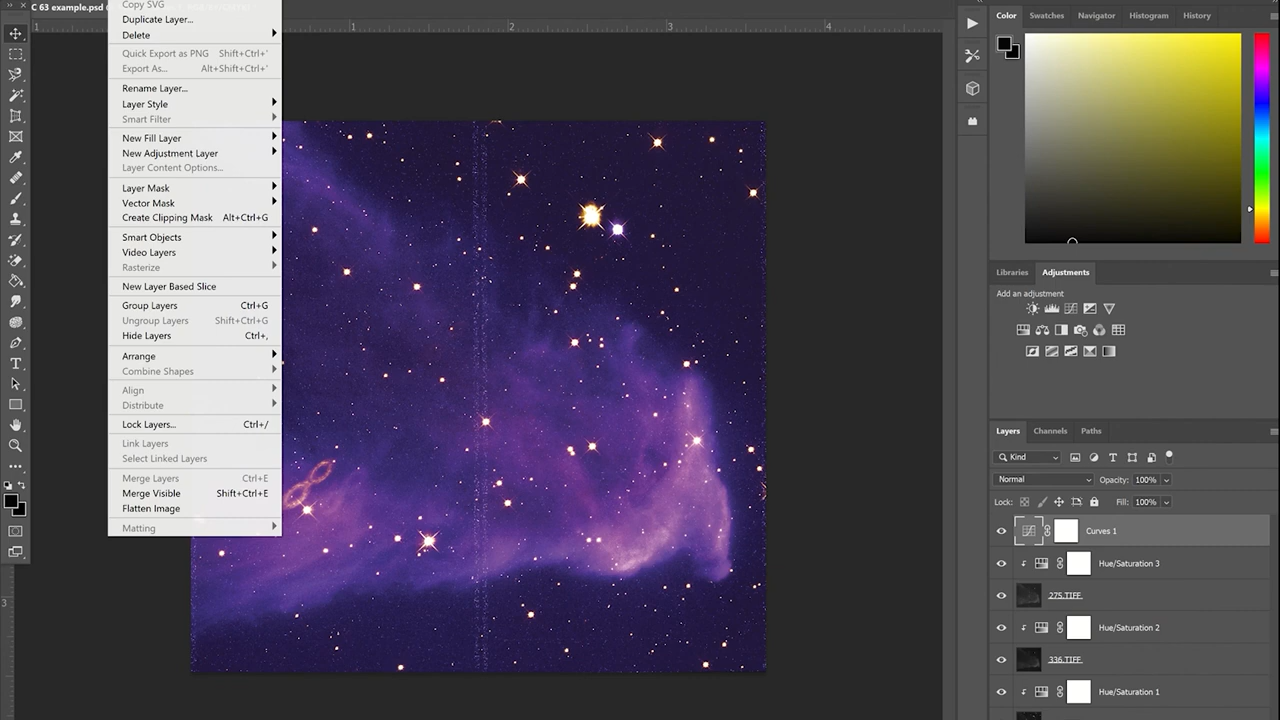 C 63 example.psd
Copy SVG
Duplicate Layer...
Delete
Quick Export as PNG Shift+Ctrl+'
Export As... Alt+Shift+Ctrl+'
Rename Layer...
Layer Style
Smart Filter
New Fill Layer
New Adjustment Layer
Layer Content Options...
Layer Mask
Vector Mask
Create Clipping Mask Alt+Ctrl+G
Smart Objects
Video Layers
Rasterize
New Layer Based Slice
Group Layers Ctrl+G
Ungroup Layers Shift+Ctrl+G
Hide Layers Ctrl+,
Arrange
Combine Shapes
Align
Distribute
Lock Layers... Ctrl+/
Link Layers
Select Linked Layers
Merge Layers Ctrl+E
Merge Visible Shift+Ctrl+E
Flatten Image
Matting
1 1 2 3
3
Color Swatches Navigator Histogram History
Libraries Adjustments
Add an adjustment
Layers Channels Paths
Kind
Normal Opacity: 100%
Lock: Fill: 100%
Curves 1
Hue/Saturation 3
275.TIFF
Hue/Saturation 2
336.TIFF
Hue/Saturation 1